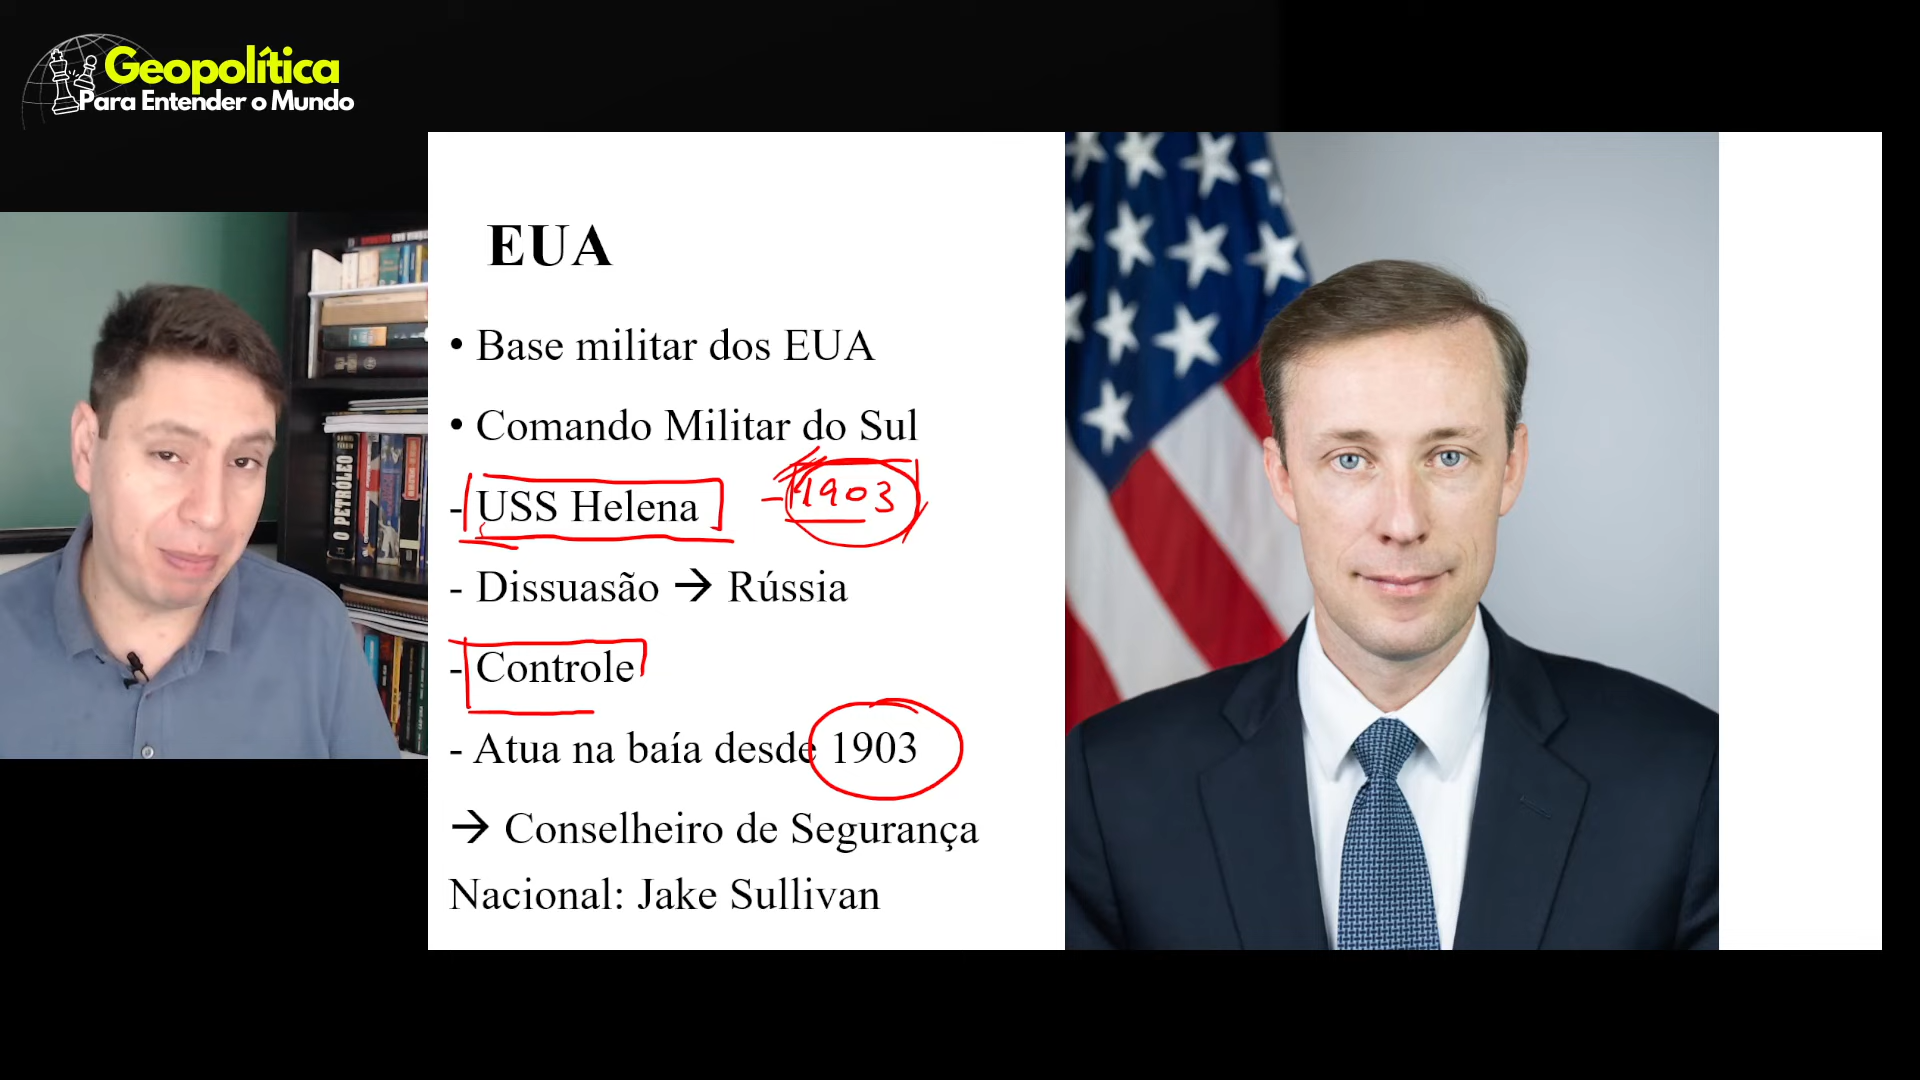 Geopolítica
Para Entender o Mundo
EUA
• Base militar dos EUA
• Comando Militar do Sul
- USS Helena
- 1903
- Dissuasão → Rússia
- Controle
- Atua na baía desde 1903
→ Conselheiro de Segurança
Nacional: Jake Sullivan
O PETRÓLEO